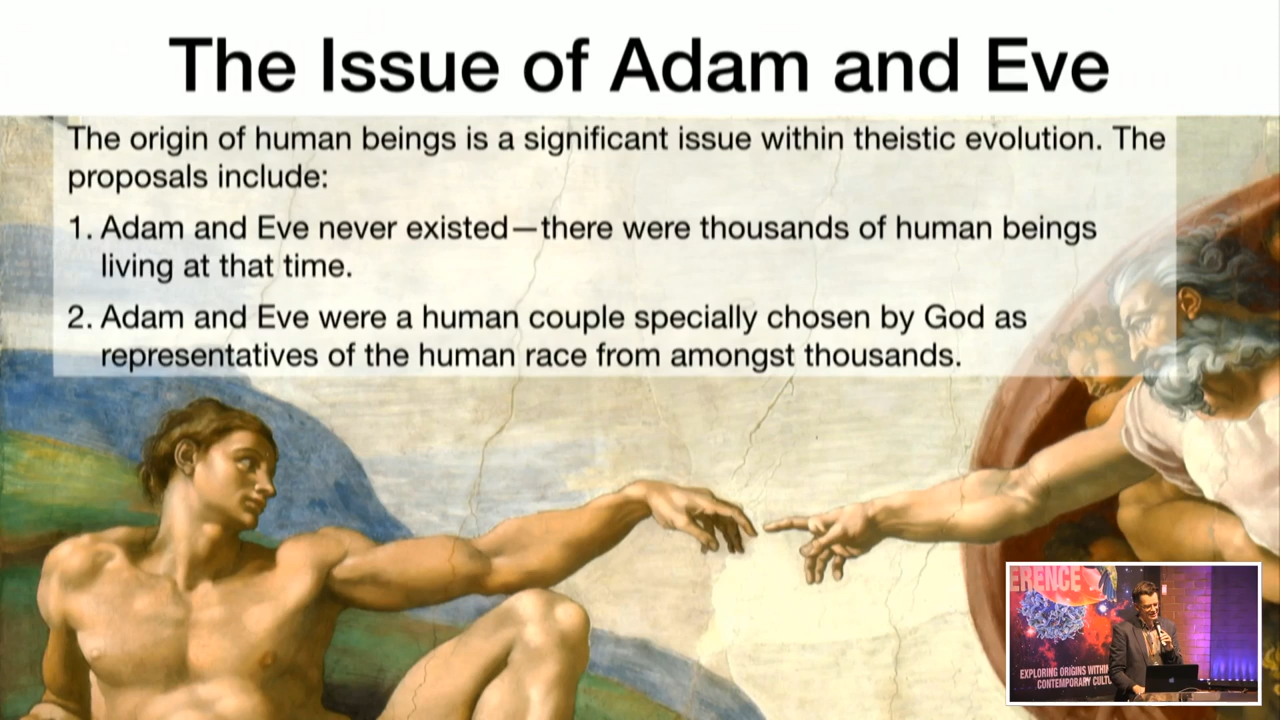 The Issue of Adam and Eve
The origin of human beings is a significant issue within theistic evolution. The
proposals include:
1. Adam and Eve never existed—there were thousands of human beings
living at that time.
2. Adam and Eve were a human couple specially chosen by God as
representatives of the human race from amongst thousands.
ERENCE
EXPLORING ORIGINS WITHIN
CONTEMPORARY CULTU